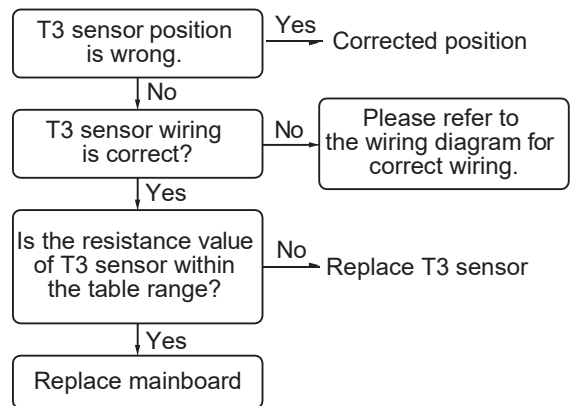 T3 sensor position
is wrong.
Yes
Corrected position
No
T3 sensor wiring
is correct?
No
Please refer to
the wiring diagram for
correct wiring.
Yes
Is the resistance value
of T3 sensor within
the table range?
No
Replace T3 sensor
Yes
Replace mainboard